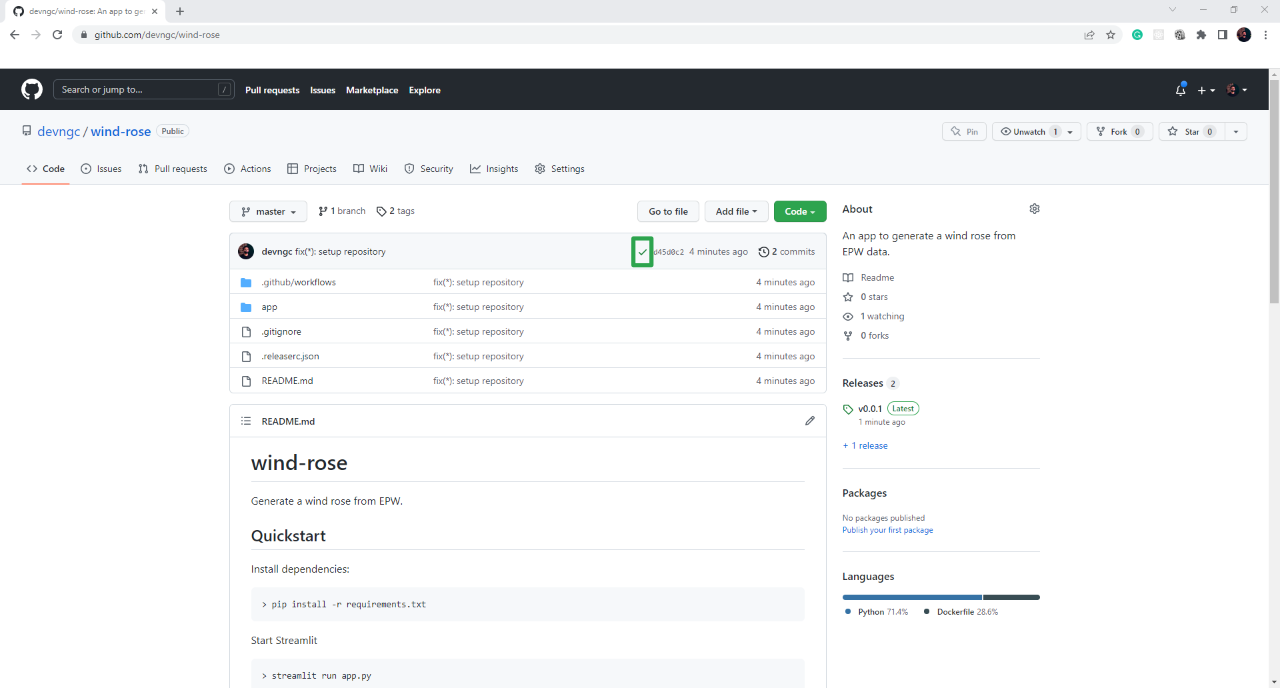 devngc/wind-rose: An app to ge
github.com/devngc/wind-rose
Search or jump to... / Pull requests Issues Marketplace Explore
devngc / wind-rose Public Pin Unwatch 1 Fork 0 Star 0
Code Issues Pull requests Actions Projects Wiki Security Insights Settings
master 1 branch 2 tags Go to file Add file Code
devngc fix(*): setup repository d45d0c2 4 minutes ago 2 commits
.github/workflows fix(*): setup repository 4 minutes ago
app fix(*): setup repository 4 minutes ago
.gitignore fix(*): setup repository 4 minutes ago
.releaserc.json fix(*): setup repository 4 minutes ago
README.md fix(*): setup repository 4 minutes ago
README.md
wind-rose
Generate a wind rose from EPW.
Quickstart
Install dependencies:
> pip install -r requirements.txt
Start Streamlit
> streamlit run app.py
About
An app to generate a wind rose from
EPW data.
Readme
0 stars
1 watching
0 forks
Releases 2
v0.0.1 Latest
1 minute ago
+ 1 release
Packages
No packages published
Publish your first package
Languages
Python 71.4% Dockerfile 28.6%